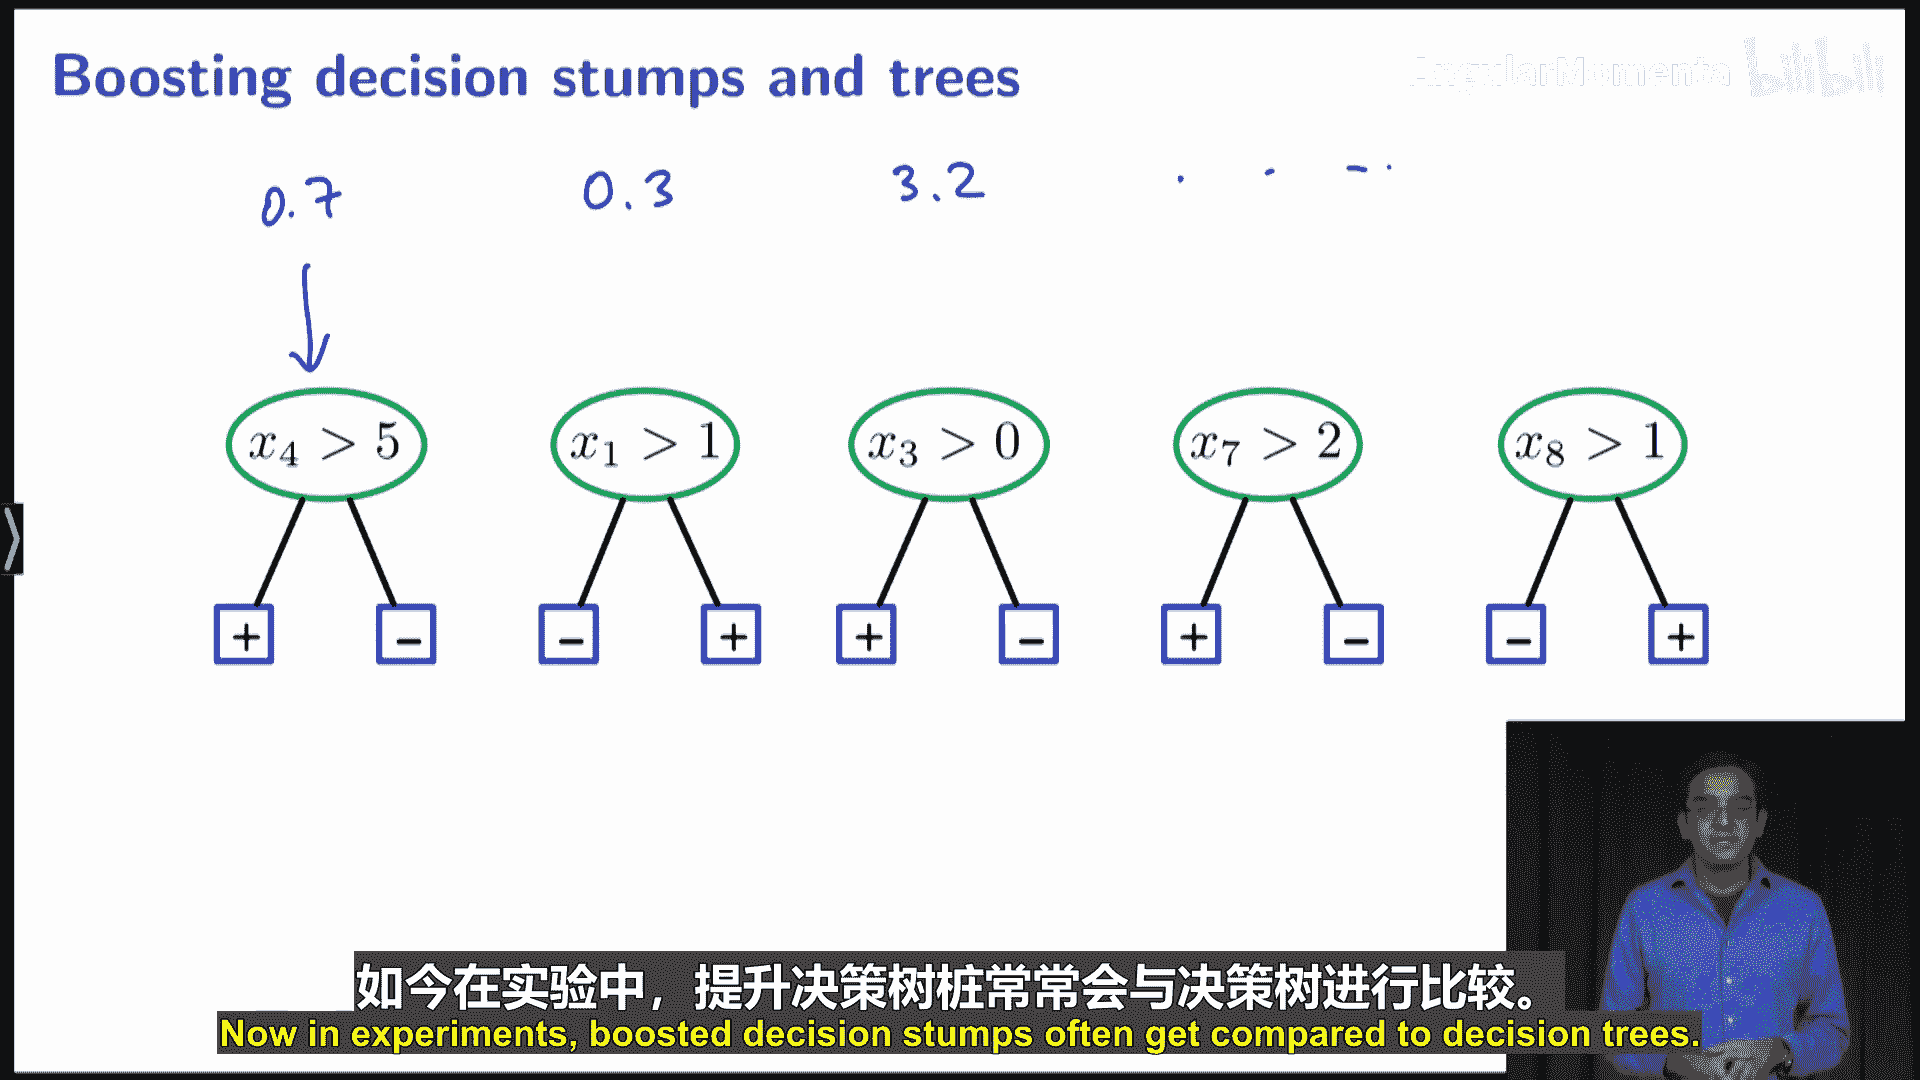 Boosting decision stumps and trees
AngularMomenta bilibili
0.7 0.3 3.2
x₄ > 5 x₁ > 1 x₃ > 0 x₇ > 2 x₈ > 1
+ − − + + − + − − +
如今在实验中，提升决策树桩常常会与决策树进行比较。
Now in experiments, boosted decision stumps often get compared to decision trees.